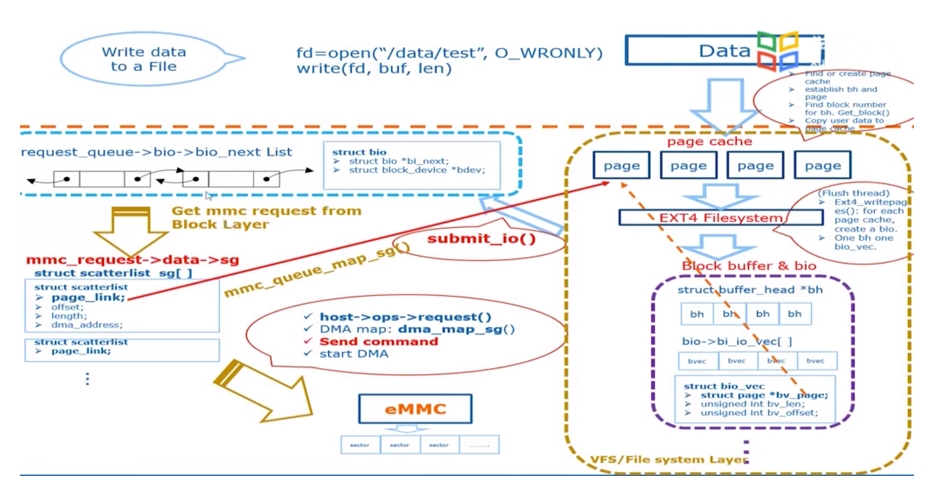 Write data
to a File
fd=open("/data/test", O_WRONLY)
write(fd, buf, len)
Data
➤ Find or create page
cache
➤ establish bh and
page
➤ Find block number
for bh. Get_block()
➤ Copy user data to
page cache
request_queue->bio->bio_next List
struct bio
➤ struct bio *bi_next;
➤ struct block_device *bdev;
page cache
page page page page
Get mmc request from
Block Layer
submit_io()
EXT4 Filesystem
(Flush thread)
➤ Ext4_writepag
es(): for each
page cache,
create a bio.
➤ One bh one
bio_vec.
mmc_request->data->sg
struct scatterlist sg[ ]
struct scatterlist
➤ page_link;
➤ offset;
➤ length;
➤ dma_address;
struct scatterlist
➤ page_link;
⋮
mmc_queue_map_sg()
✓ host->ops->request()
✓ DMA map: dma_map_sg()
✓ Send command
✓ start DMA
eMMC
sector sector sector ..........
Block buffer & bio
struct buffer_head *bh
bh bh bh bh
bio->bi_io_vec[ ]
bvec bvec bvec bvec
struct bio_vec
➤ struct page *bv_page;
➤ unsigned int bv_len;
➤ unsigned int bv_offset;
⋮
VFS/File system Layer